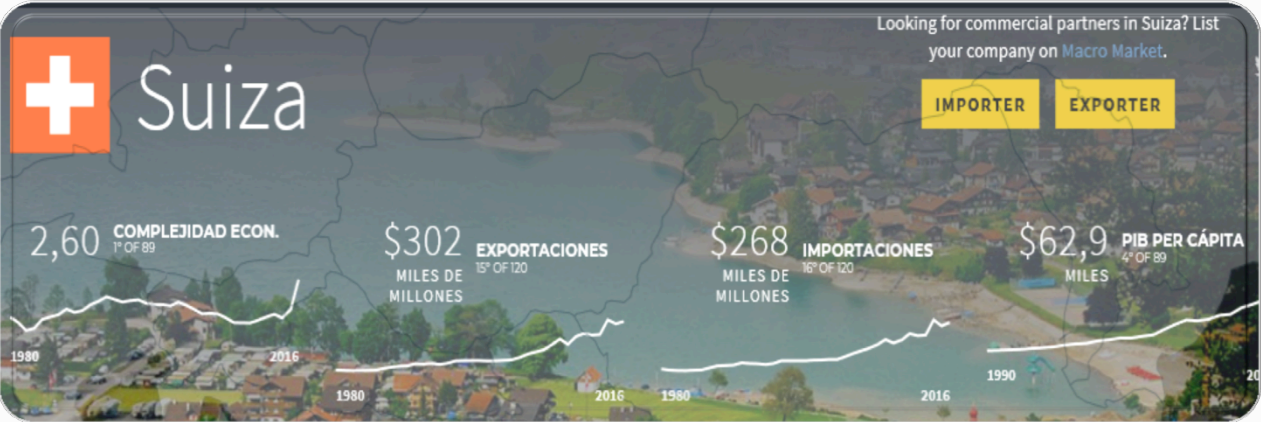 Looking for commercial partners in Suiza? List
your company on Macro Market.
IMPORTER EXPORTER
Suiza
2,60 COMPLEJIDAD ECON.
1° OF 89
1980 2016
$302 EXPORTACIONES
15° OF 120
MILES DE
MILLONES
1980 2016
$268 IMPORTACIONES
16° OF 120
MILES DE
MILLONES
1980 2016
$62,9 PIB PER CÁPITA
4° OF 89
MILES
1990